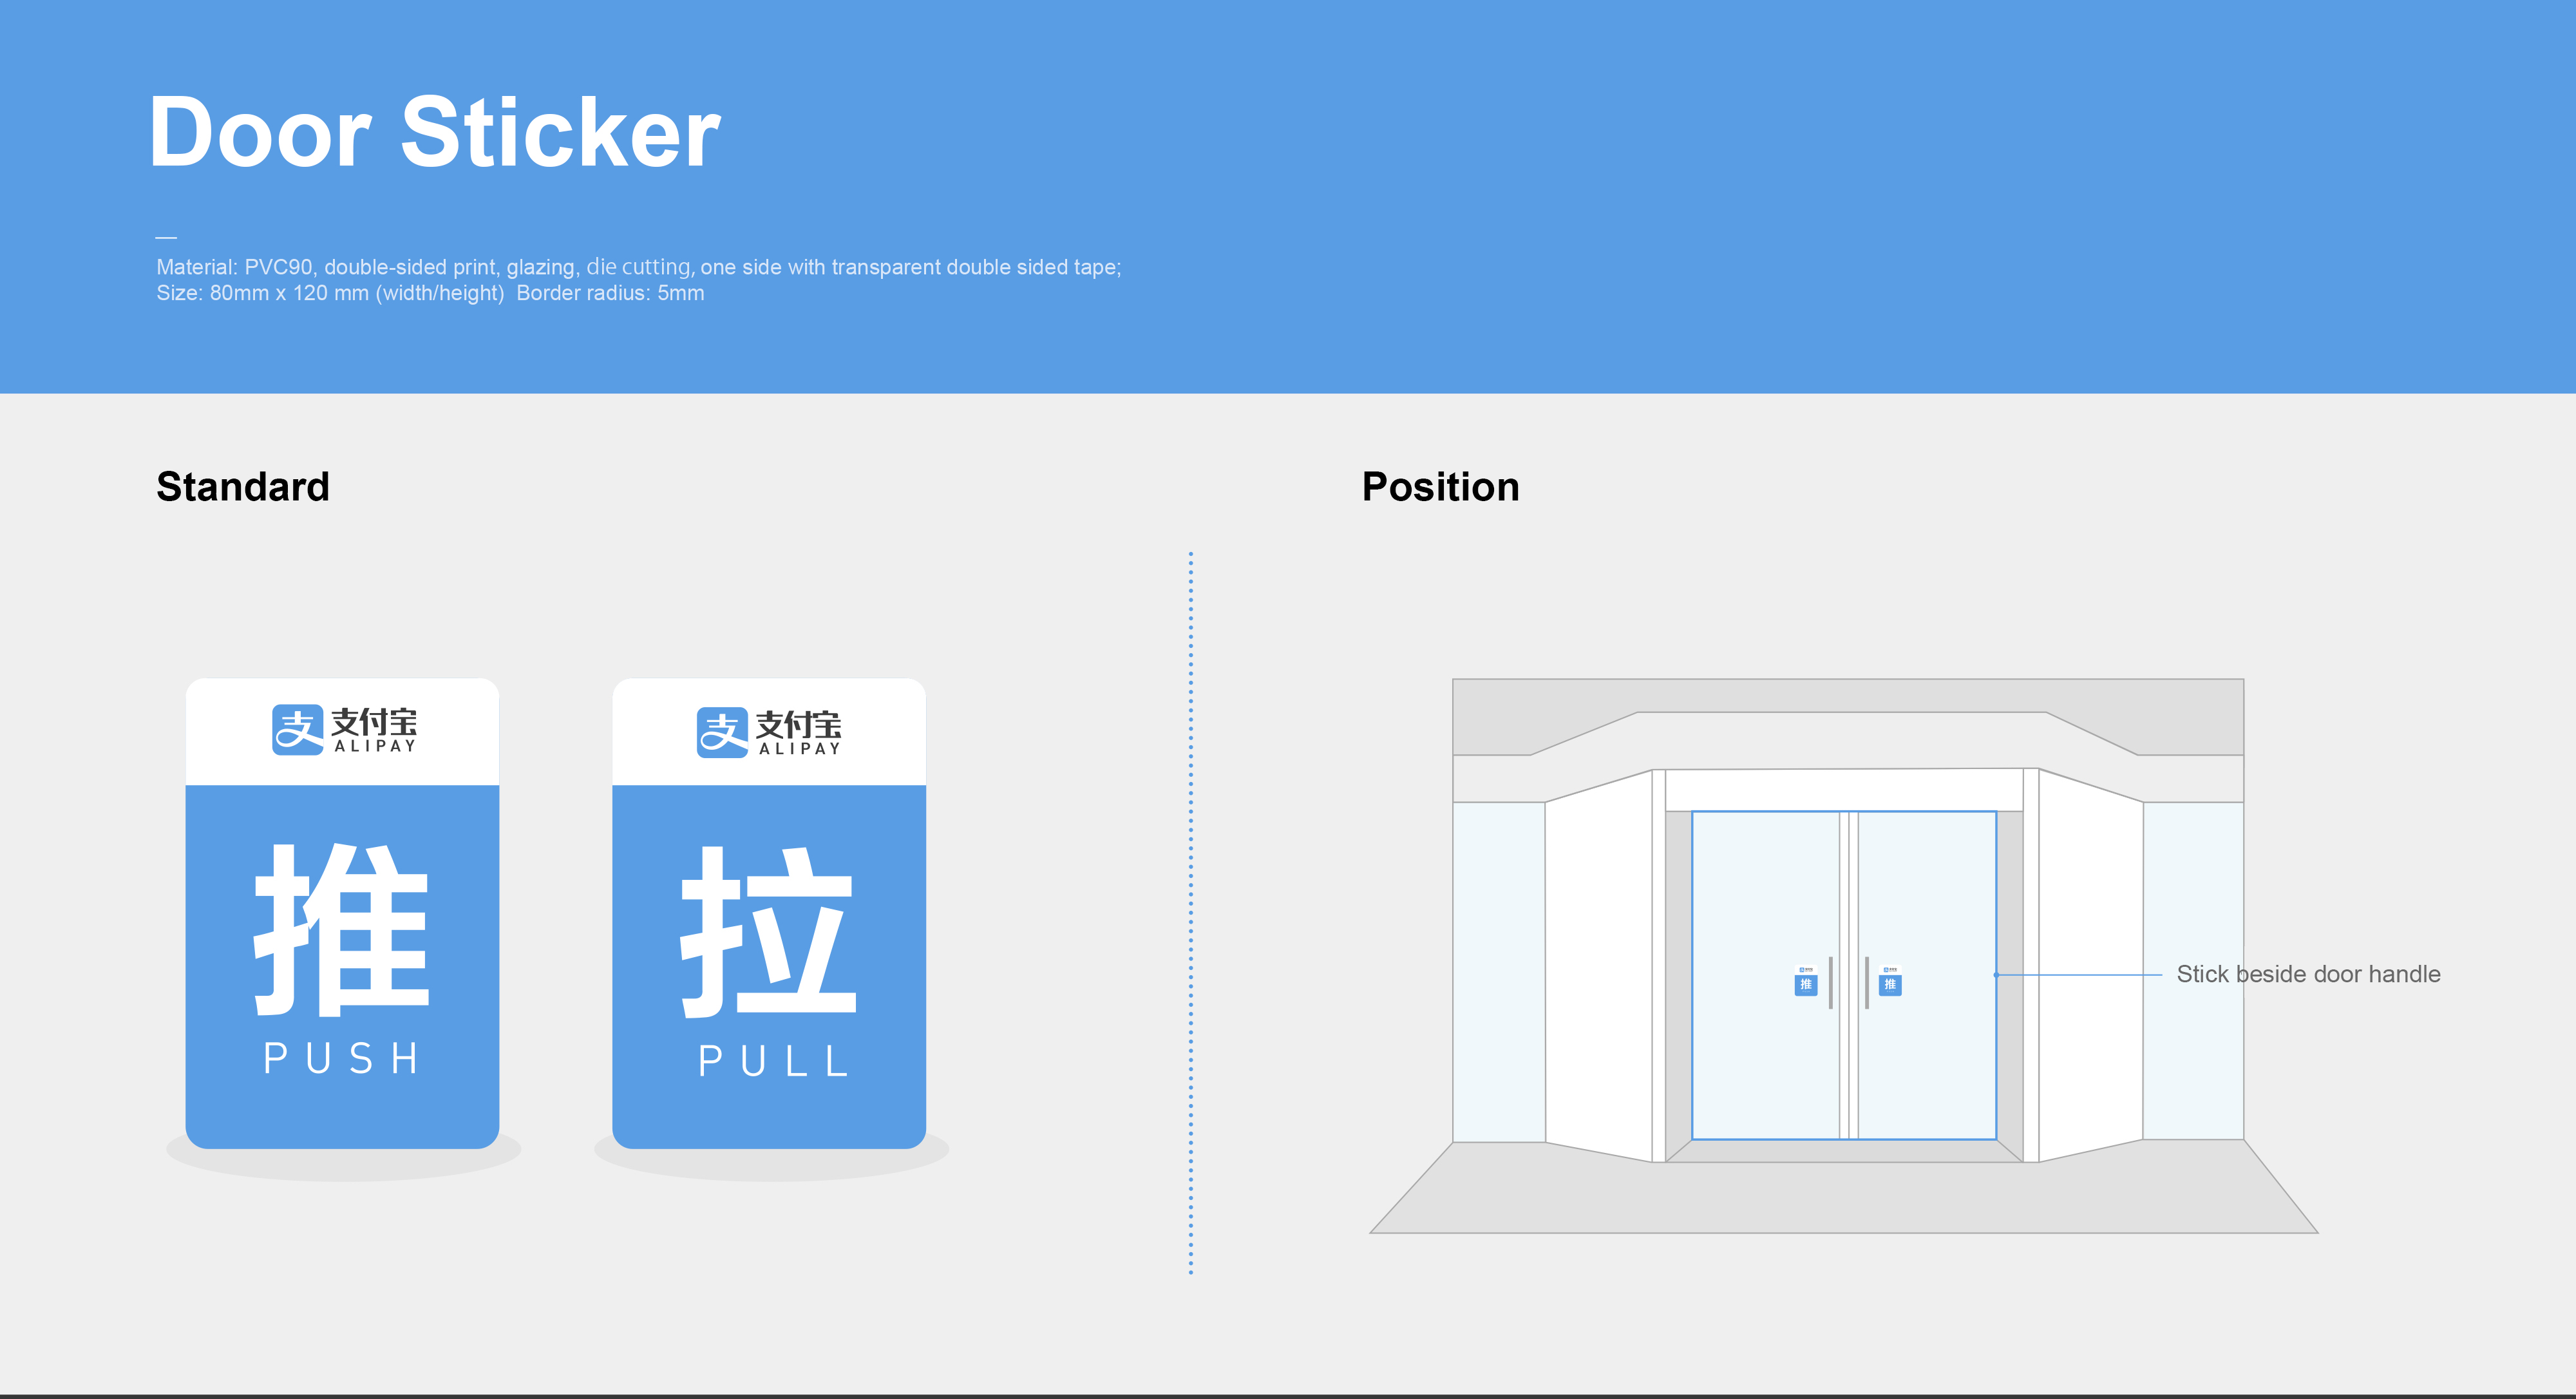 Door Sticker
Material: PVC90, double-sided print, glazing, die cutting, one side with transparent double sided tape;
Size: 80mm x 120 mm (width/height)  Border radius: 5mm
Standard
支 支付宝
ALIPAY
推
PUSH
支 支付宝
ALIPAY
拉
PULL
Position
推
推
Stick beside door handle